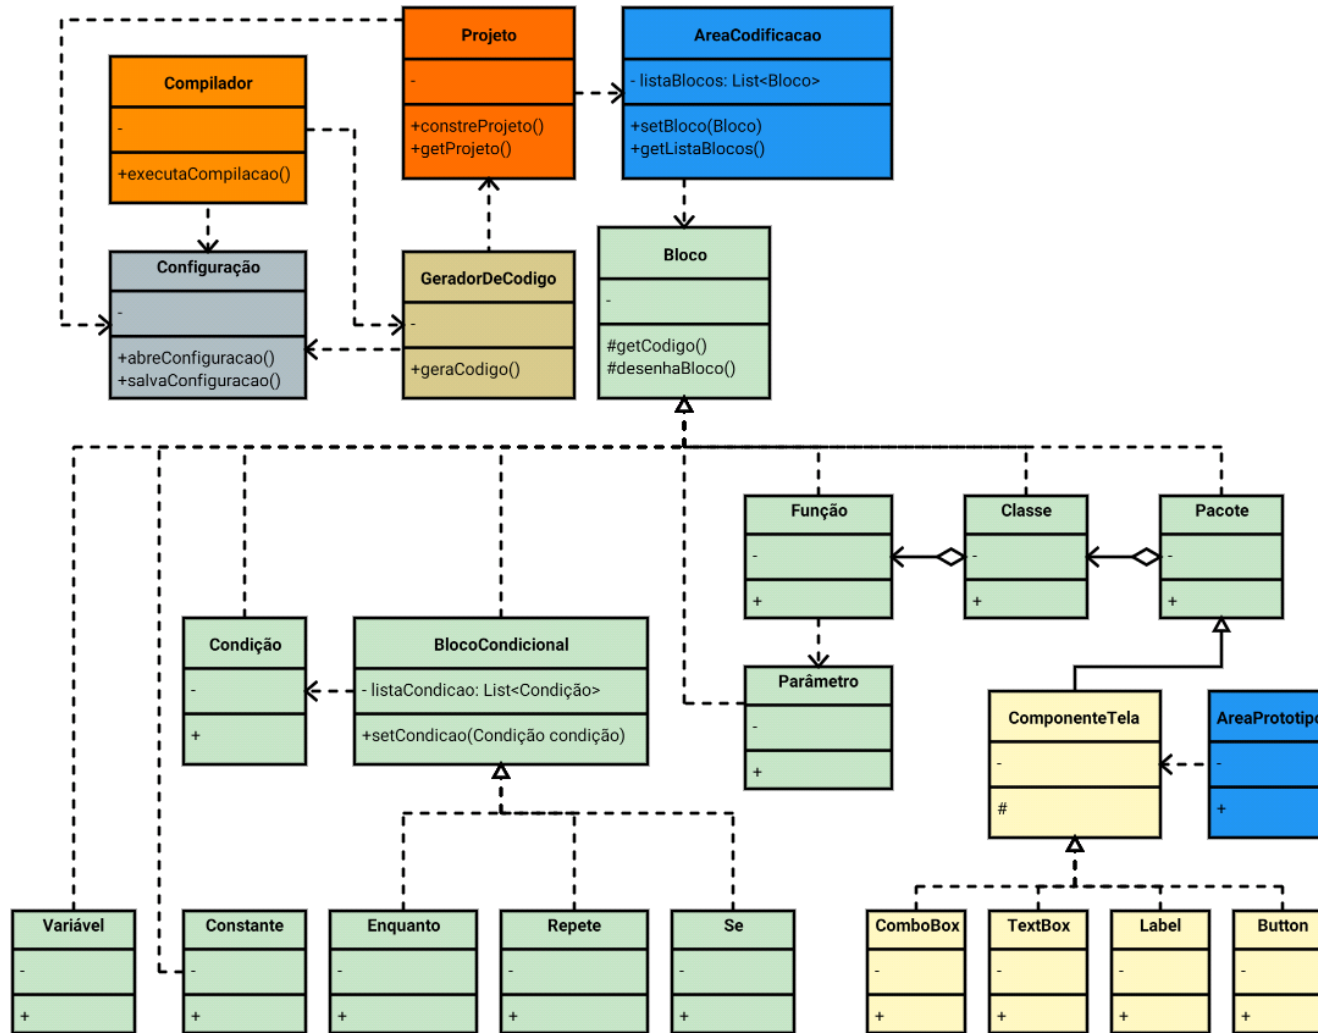 Projeto
-
+constreProjeto()
+getProjeto()
AreaCodificacao
- listaBlocos: List<Bloco>
+setBloco(Bloco)
+getListaBlocos()
Compilador
-
+executaCompilacao()
Configuração
-
+abreConfiguracao()
+salvaConfiguracao()
GeradorDeCodigo
-
+geraCodigo()
Bloco
-
#getCodigo()
#desenhaBloco()
Função
-
+
Classe
-
+
Pacote
-
+
Condição
-
+
BlocoCondicional
- listaCondicao: List<Condição>
+setCondicao(Condição condição)
Parâmetro
-
+
ComponenteTela
-
#
AreaPrototipo
-
+
Variável
-
+
Constante
-
+
Enquanto
-
+
Repete
-
+
Se
-
+
ComboBox
-
+
TextBox
-
+
Label
-
+
Button
-
+